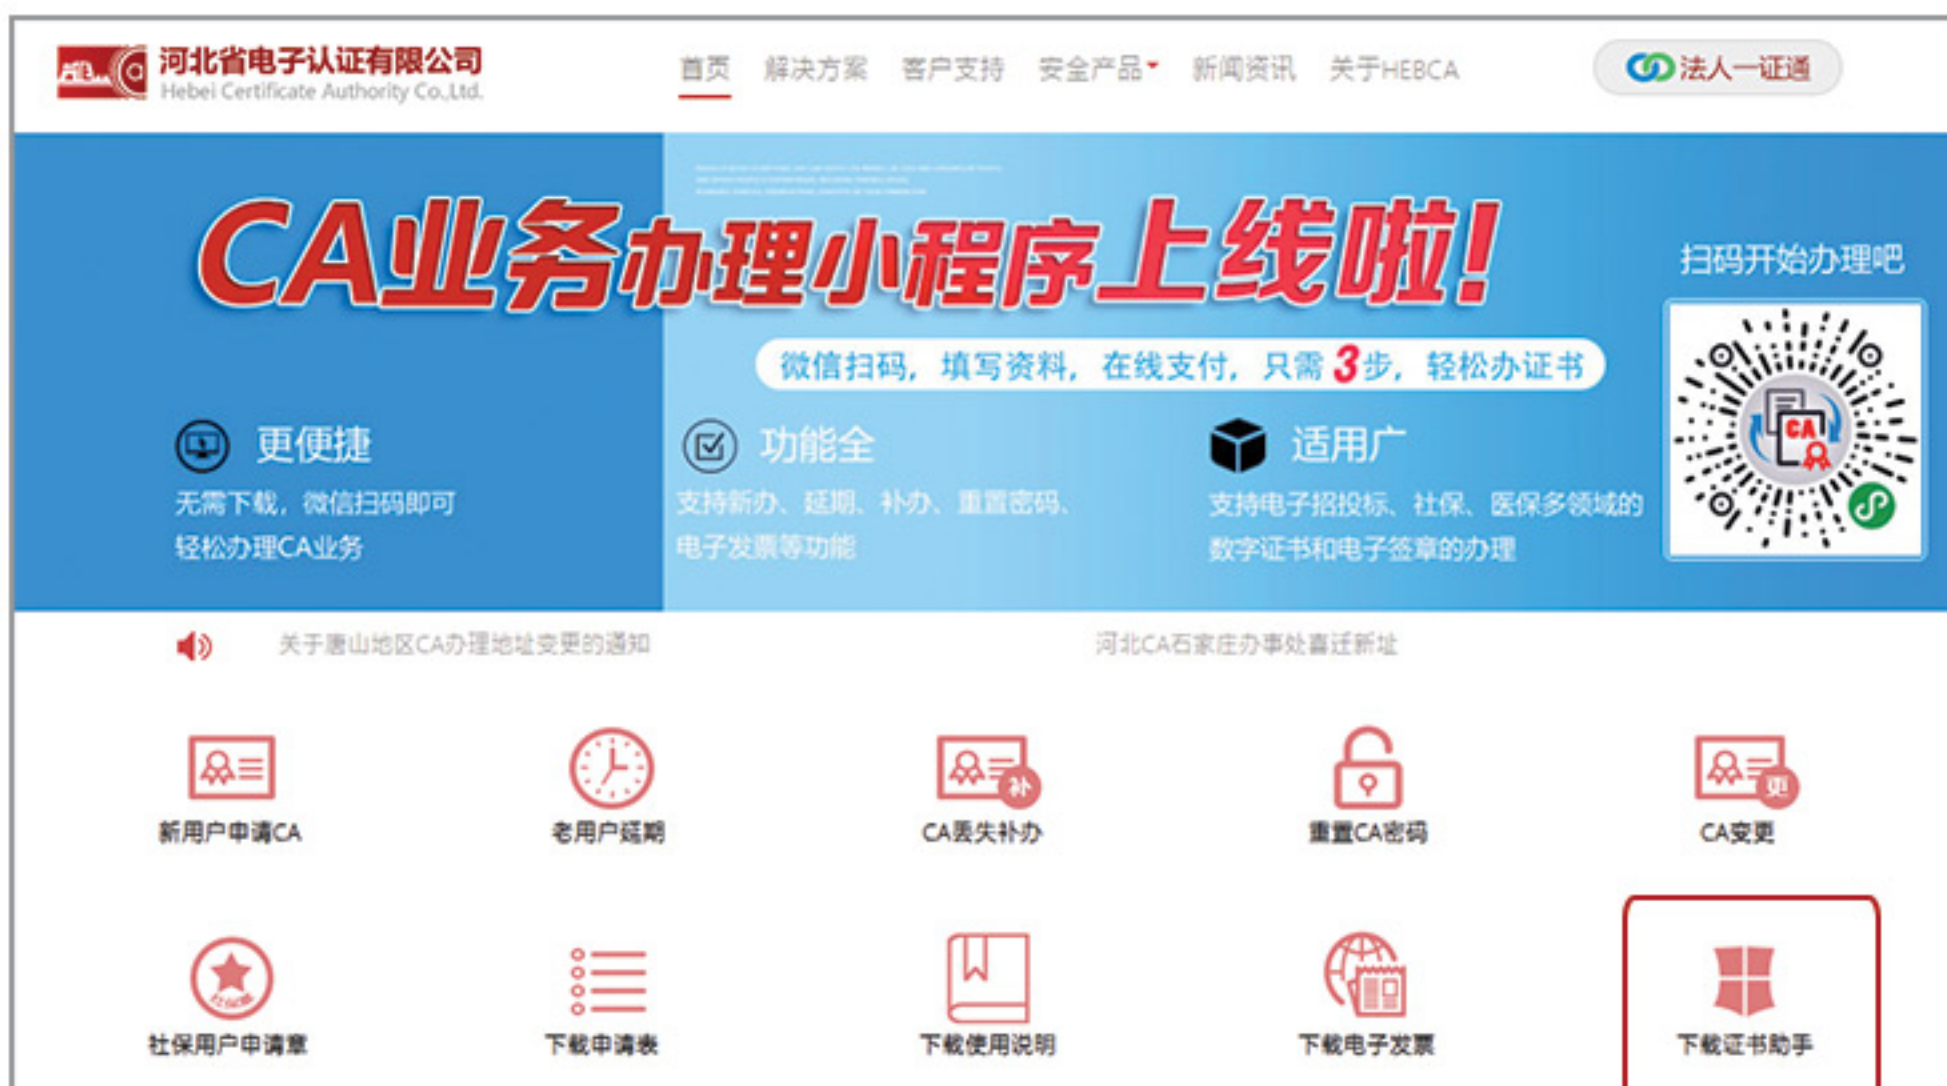 河北省电子认证有限公司
Hebei Certificate Authority Co.,Ltd.
首页 解决方案 客户支持 安全产品 新闻资讯 关于HEBCA
法人一证通
CA业务办理小程序上线啦!
扫码开始办理吧
微信扫码，填写资料，在线支付，只需3步，轻松办证书
更便捷 功能全 适用广
无需下载，微信扫码即可 支持新办、延期、补办、重置密码、 支持电子招投标、社保、医保多领域的
轻松办理CA业务 电子发票等功能 数字证书和电子签章的办理
CA
关于唐山地区CA办理地址变更的通知 河北CA石家庄办事处喜迁新址
补 更
新用户申请CA 老用户延期 CA丢失补办 重置CA密码 CA变更
社保用户申请章 下载申请表 下载使用说明 下载电子发票 下载证书助手